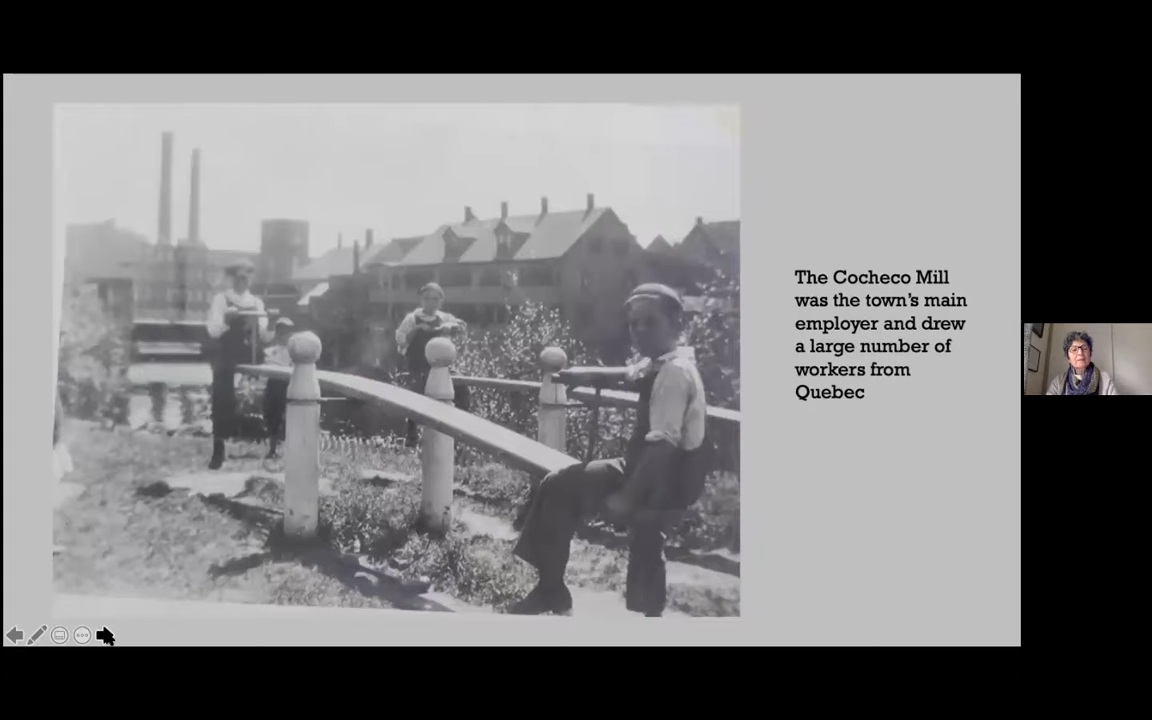 The Cocheco Mill
was the town's main
employer and drew
a large number of
workers from
Quebec